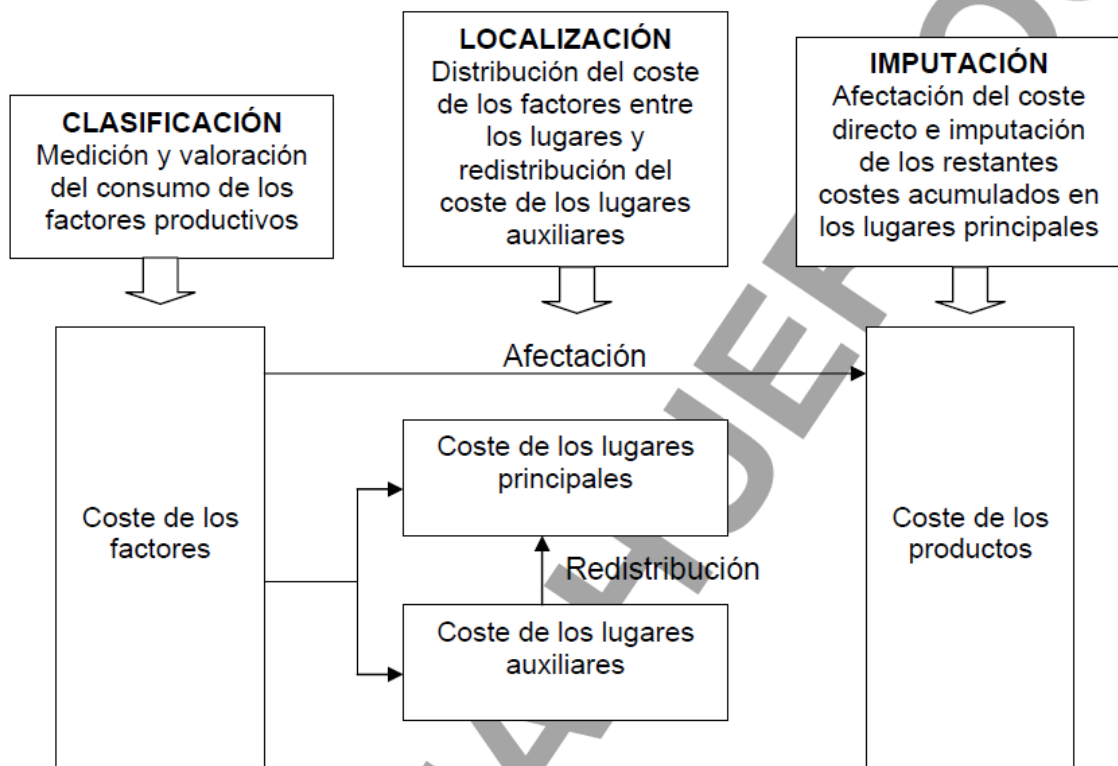 CLASIFICACIÓN
Medición y valoración
del consumo de los
factores productivos
LOCALIZACIÓN
Distribución del coste
de los factores entre
los lugares y
redistribución del
coste de los lugares
auxiliares
IMPUTACIÓN
Afectación del coste
directo e imputación
de los restantes
costes acumulados en
los lugares principales
Afectación
Coste de los
factores
Coste de los lugares
principales
Redistribución
Coste de los lugares
auxiliares
Coste de los
productos